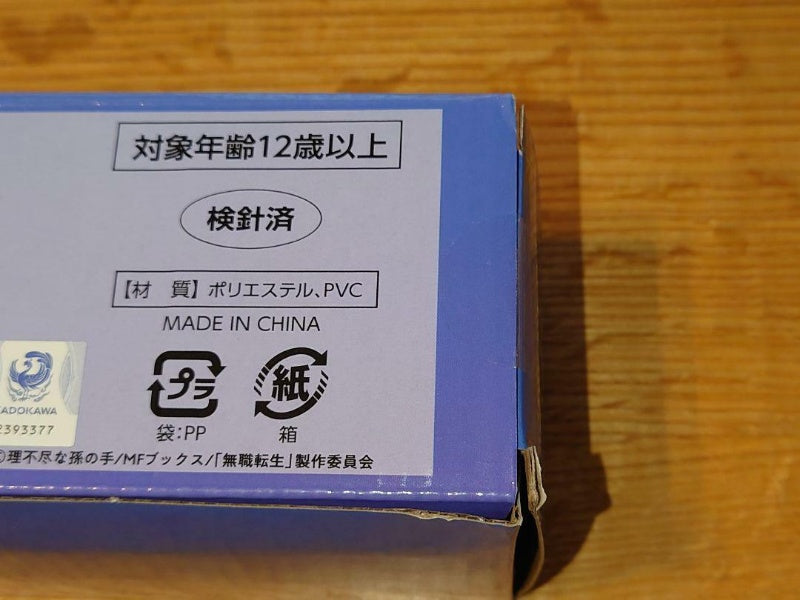 対象年齢12歳以上
検針済
【材　質】ポリエステル、PVC
MADE IN CHINA
プラ
紙
袋:PP
箱
KADOKAWA
2393377
©理不尽な孫の手/MFブックス/「無職転生」製作委員会